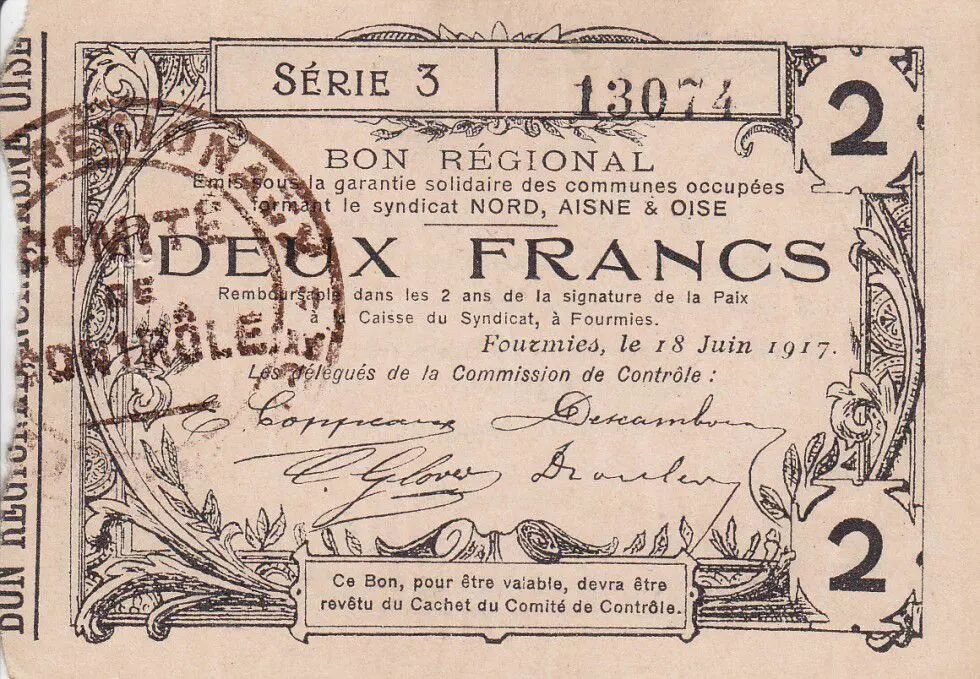 SÉRIE 3
13074
2
BON RÉGIONAL
Émis sous la garantie solidaire des communes occupées
formant le syndicat NORD, AISNE & OISE
DEUX FRANCS
Remboursable dans les 2 ans de la signature de la Paix
à la Caisse du Syndicat, à Fourmies.
Fourmies, le 18 Juin 1917.
Les délégués de la Commission de Contrôle :
Ce Bon, pour être valable, devra être
revêtu du Cachet du Comité de Contrôle.
2
COMITÉ
DE
CONTRÔLE
BON RÉGIONAL